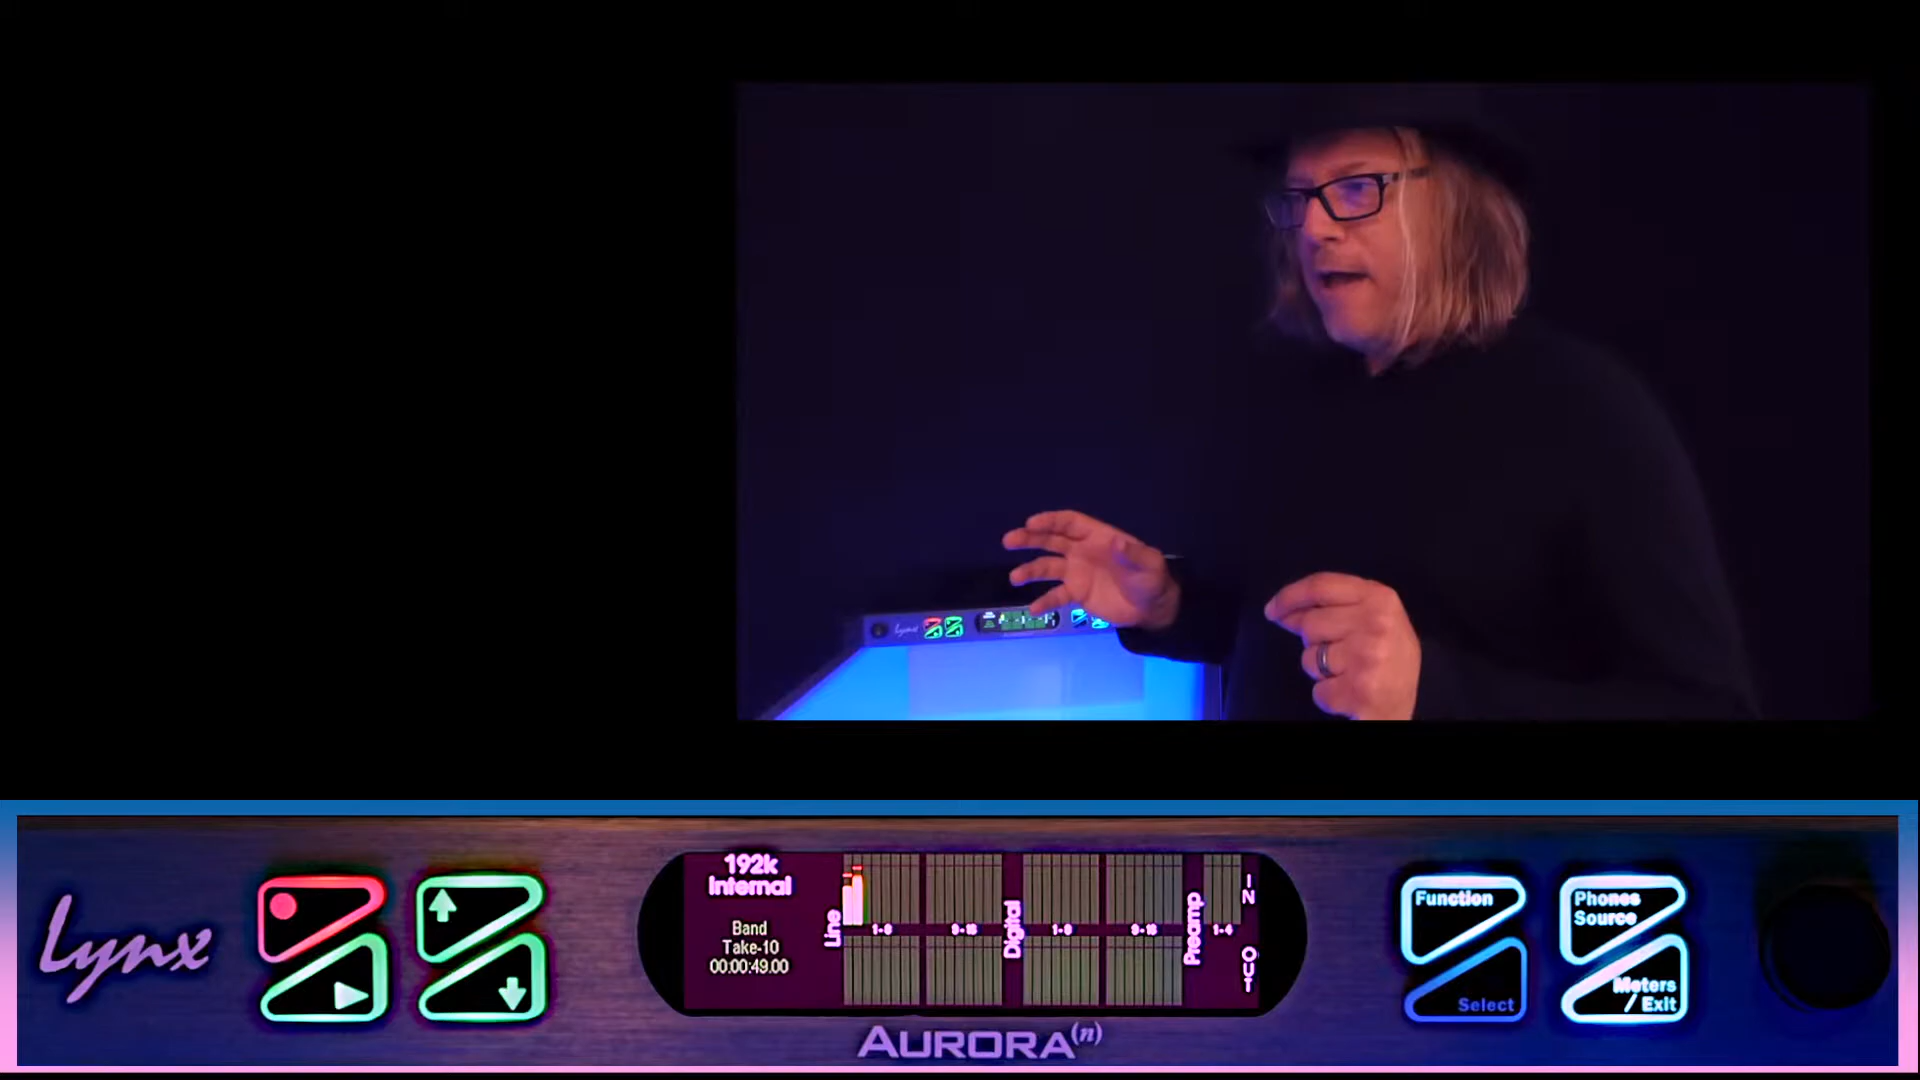 Lynx
192k
Internal
Band
Take-10
00:00:49.00
Line
1-8
9-16
Digital
1-8
9-16
Preamp
1-4
IN
OUT
AURORA(n)
Function
Select
Phones
Source
Meters
/ Exit
Lynx